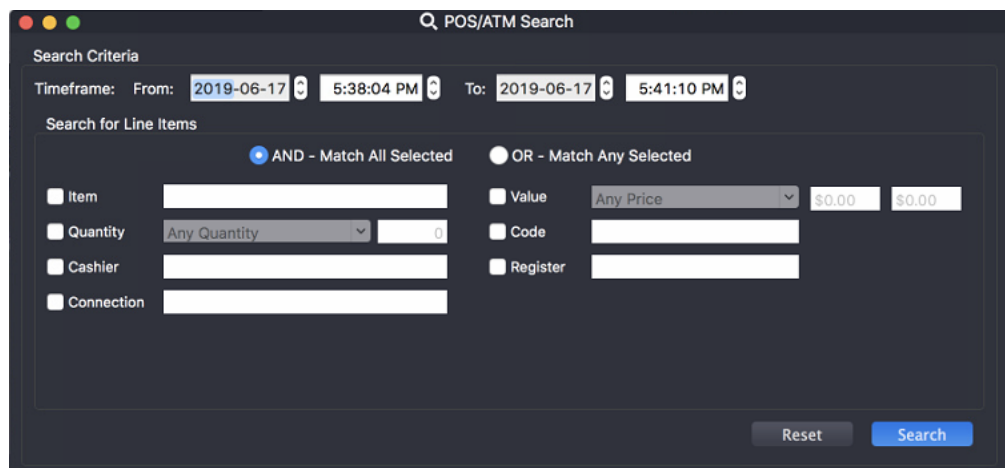 POS/ATM Search
Search Criteria
Timeframe: From: 2019-06-17 5:38:04 PM To: 2019-06-17 5:41:10 PM
Search for Line Items
AND - Match All Selected OR - Match Any Selected
Item Value Any Price $0.00 $0.00
Quantity Any Quantity 0 Code
Cashier Register
Connection
Reset Search